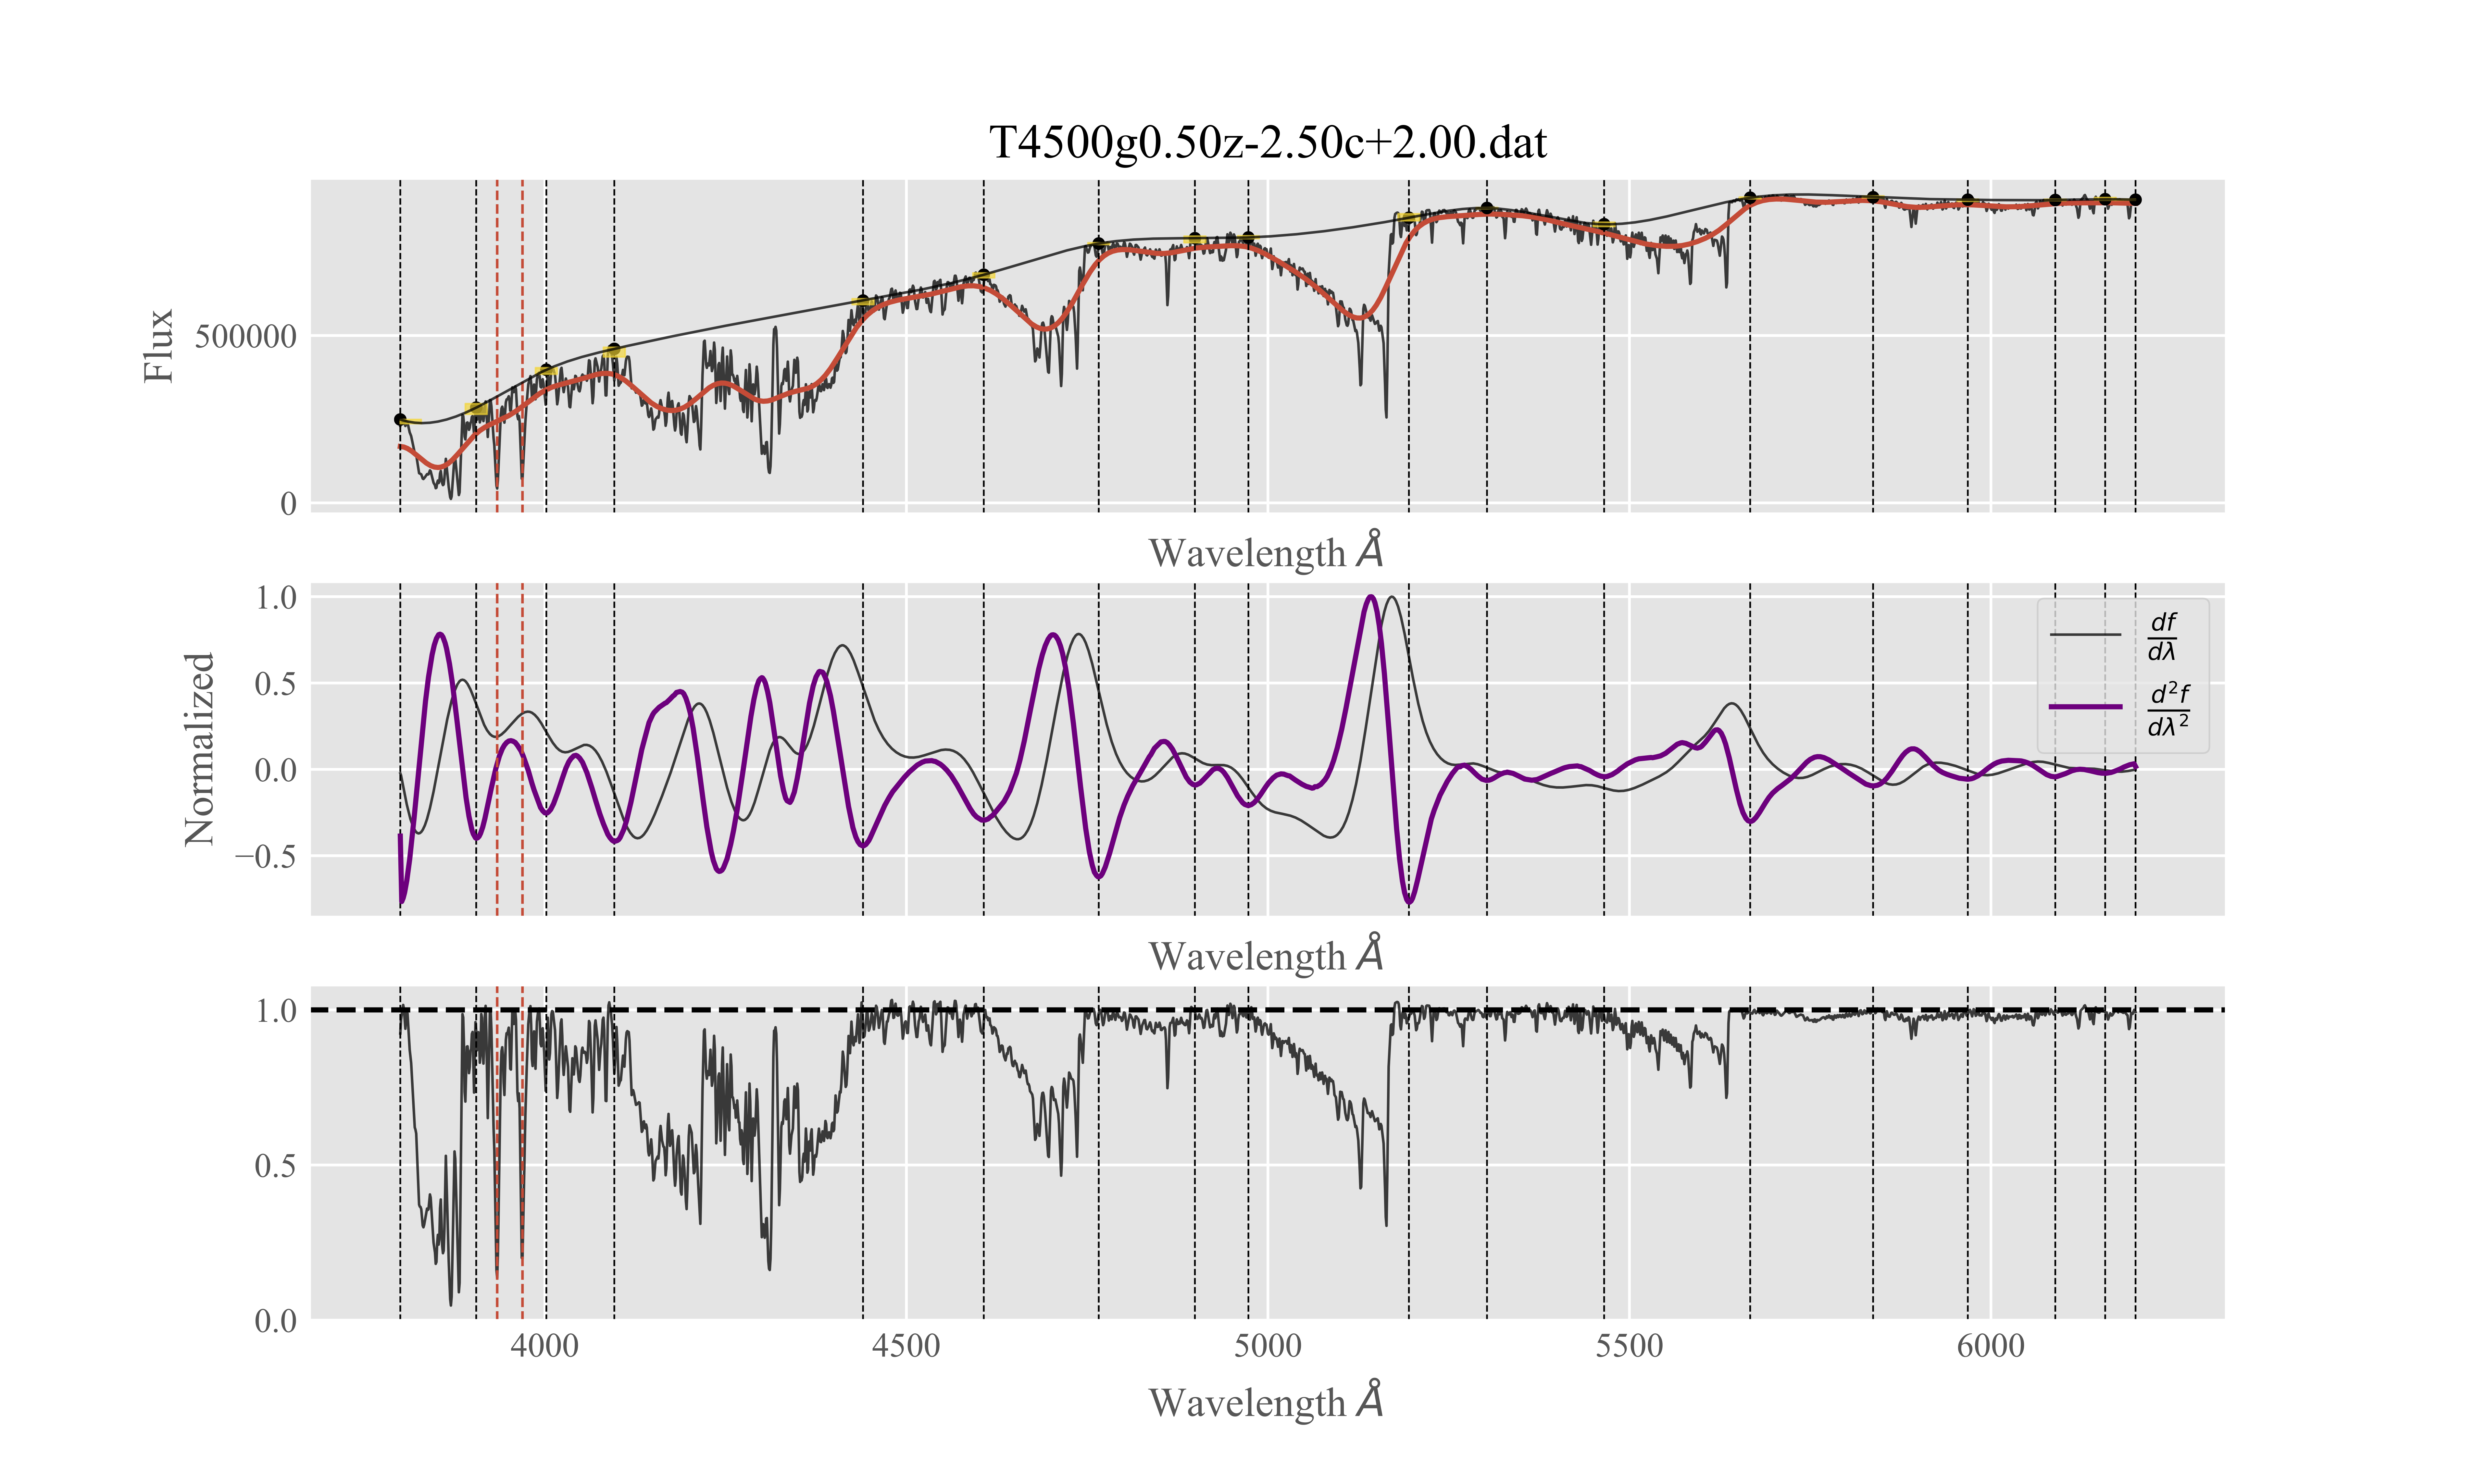 T4500g0.50z-2.50c+2.00.dat
Flux
500000
0
Wavelength Å
Normalized
1.0
0.5
0.0
−0.5
df
dλ
d²f
dλ²
Wavelength Å
1.0
0.5
0.0
4000 4500 5000 5500 6000
Wavelength Å